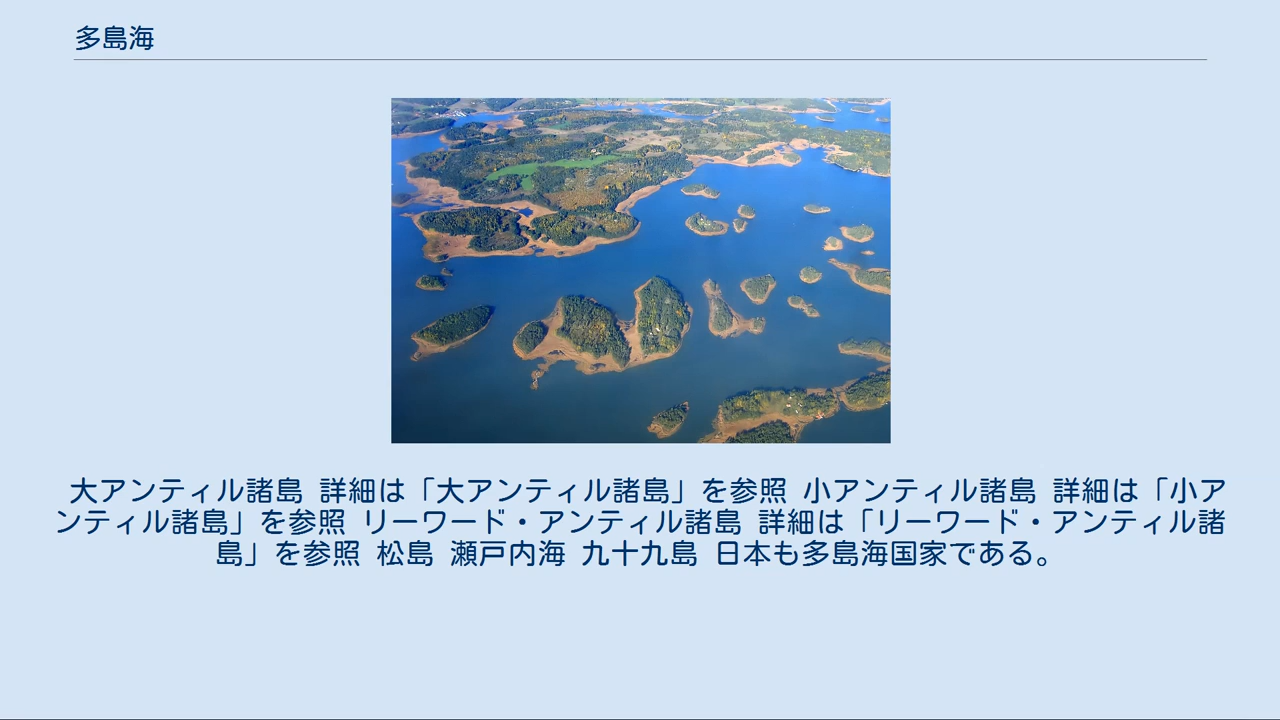 多島海
大アンティル諸島 詳細は「大アンティル諸島」を参照 小アンティル諸島 詳細は「小ア
ンティル諸島」を参照 リーワード・アンティル諸島 詳細は「リーワード・アンティル諸
島」を参照 松島 瀬戸内海 九十九島 日本も多島海国家である。